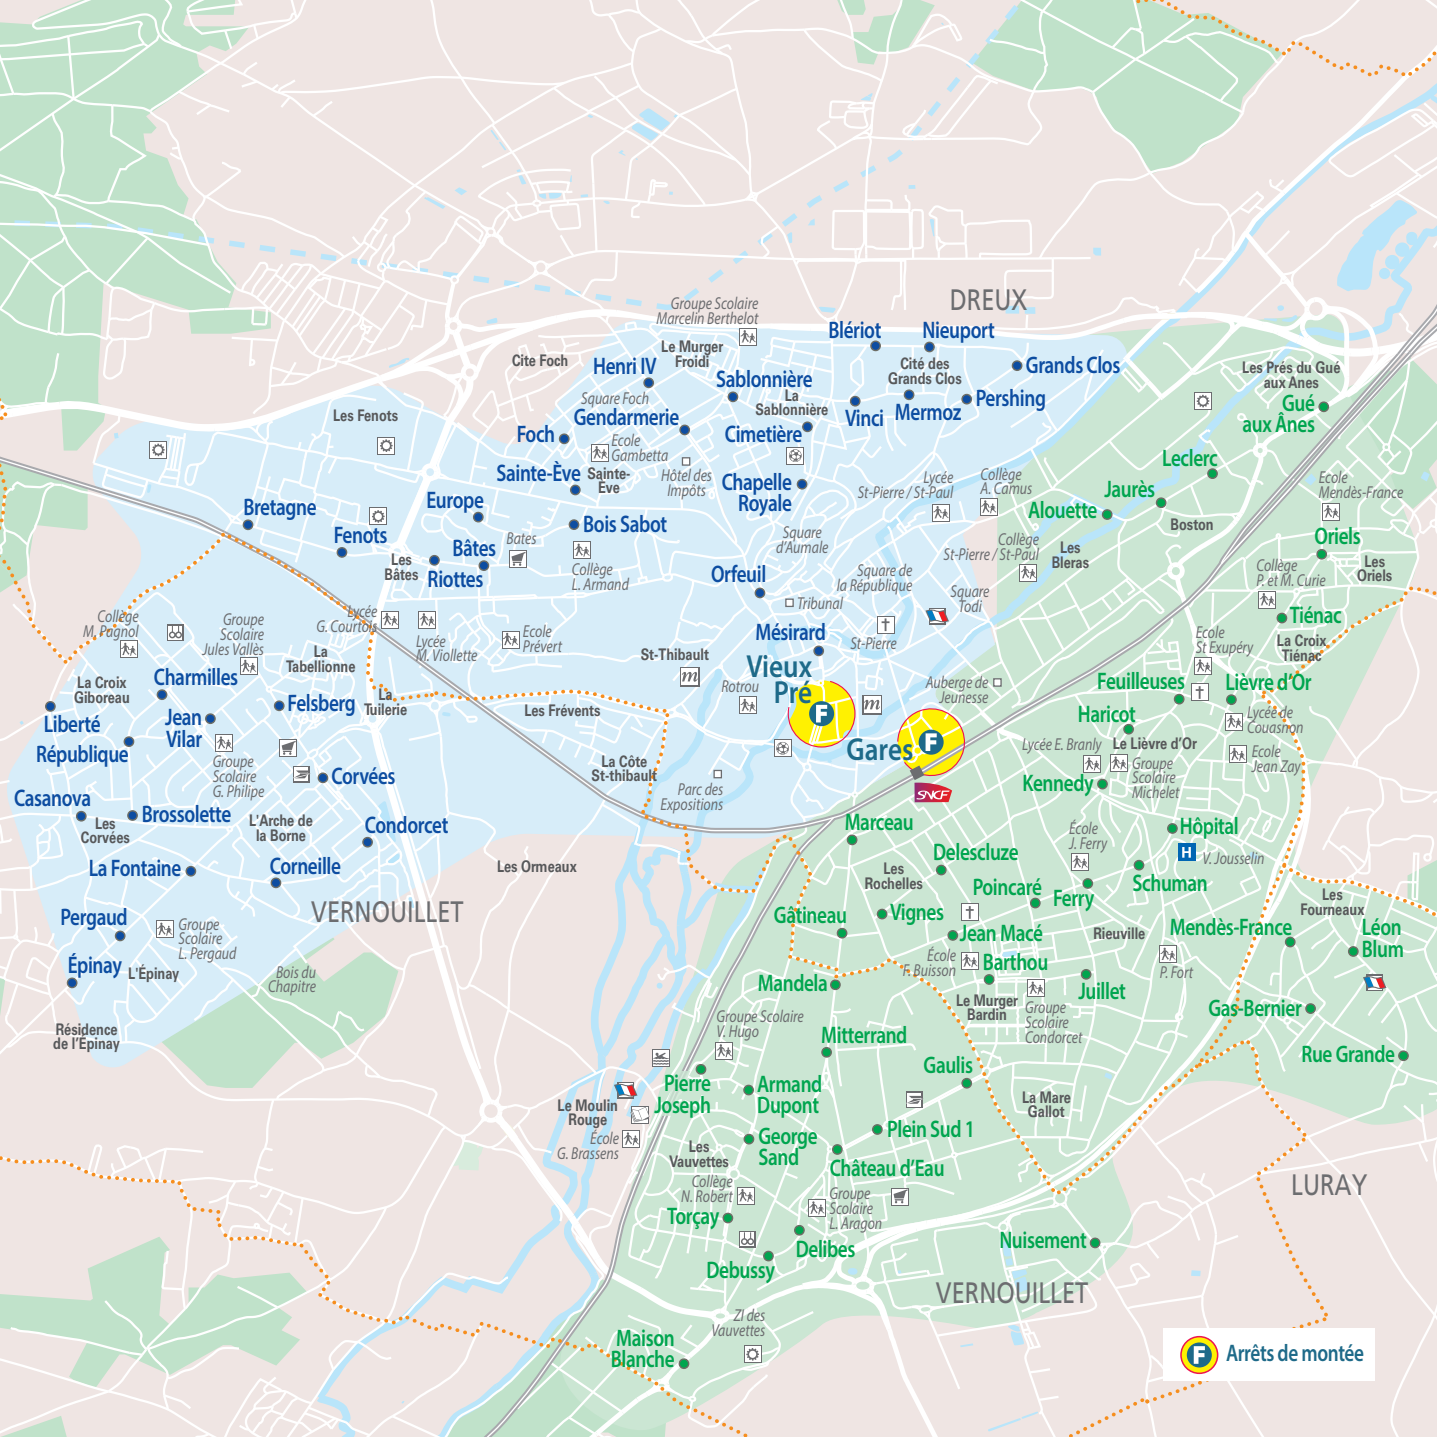 DREUX
Groupe Scolaire
Marcelin Berthelot
Blériot
Nieuport
Cite Foch
Le Murger
Froidi
Henri IV
Cité des
Grands Clos
Grands Clos
Les Prés du Gué
aux Anes
Gué
aux Ânes
Sablonnière
La
Sablonnière
Square Foch
Gendarmerie
Vinci
Mermoz
Pershing
Les Fenots
Foch
Ecole
Gambetta
Cimetière
Leclerc
Sainte-Ève
Sainte-
Ève
Hôtel des
Impôts
Chapelle
Royale
Lycée
St-Pierre / St-Paul
Collège
A. Camus
Jaurès
Ecole
Mendès-France
Bretagne
Europe
Bois Sabot
Alouette
Boston
Fenots
Bâtes
Bates
Square
d'Aumale
Collège
St-Pierre / St-Paul
Les
Bleras
Oriels
Les
Oriels
Les
Bâtes
Riottes
Collège
L. Armand
Orfeuil
Square de
la République
Square
Todi
Collège
P. et M. Curie
Tribunal
Tiénac
Collège
M. Pagnol
Groupe
Scolaire
Jules Vallès
Lycée
G. Courtois
Lycée
M. Viollette
Ecole
Prévert
Mésirard
St-Pierre
Ecole
St Exupéry
La Croix
Tiénac
La
Tabellionne
St-Thibault
m
Vieux
Pré
F
Rotrou
m
Auberge de
Jeunesse
Feuilleuses
Lièvre d'Or
La Croix
Giboreau
Charmilles
Felsberg
La
Tuilerie
Les Frévents
Liberté
Jean
Vilar
Haricot
Lycée de
Couasnon
République
Groupe
Scolaire
G. Philipe
Gares
F
SNCF
Lycée E. Branly
Le Lièvre d'Or
Groupe
Scolaire
Michelet
Ecole
Jean Zay
Corvées
La Côte
St-thibault
Parc des
Expositions
Kennedy
Casanova
Les
Corvées
Brossolette
L'Arche de
la Borne
Condorcet
Marceau
École
J. Ferry
Hôpital
H
V. Jousselin
La Fontaine
Corneille
Les Ormeaux
Les
Rochelles
Delescluze
Poincaré
Ferry
Schuman
VERNOUILLET
Pergaud
Groupe
Scolaire
L. Pergaud
Gâtineau
Vignes
Jean Macé
Rieuville
Mendès-France
Les
Fourneaux
Léon
Blum
Épinay
L'Épinay
Bois du
Chapitre
Mandela
École
F. Buisson
Barthou
Juillet
P. Fort
Le Murger
Bardin
Groupe
Scolaire
Condorcet
Gas-Bernier
Résidence
de l'Épinay
Groupe Scolaire
V. Hugo
Mitterrand
Rue Grande
Gaulis
Pierre
Joseph
Armand
Dupont
La Mare
Gallot
Le Moulin
Rouge
École
G. Brassens
Les
Vauvettes
George
Sand
Plein Sud 1
Château d'Eau
Collège
N. Robert
Groupe
Scolaire
L. Aragon
LURAY
Torçay
Delibes
Nuisement
Debussy
VERNOUILLET
ZI des
Vauvettes
Maison
Blanche
F
Arrêts de montée